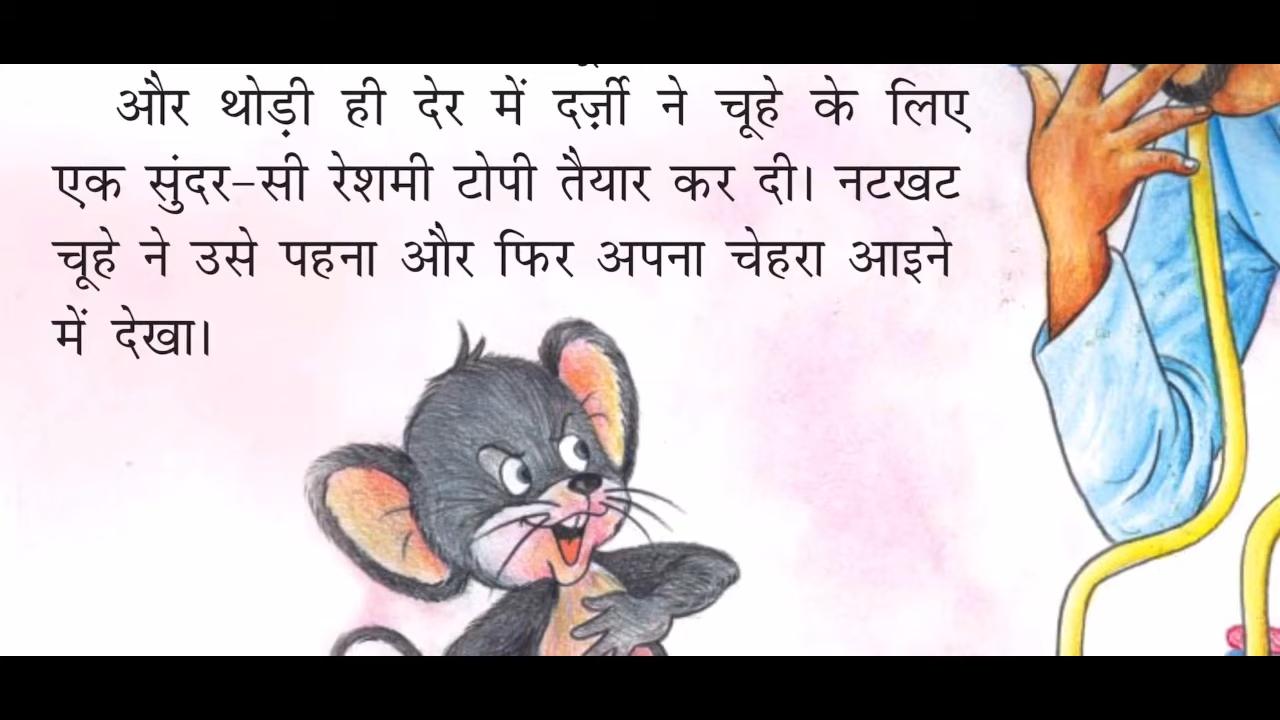 और थोड़ी ही देर में दर्ज़ी ने चूहे के लिए
एक सुंदर-सी रेशमी टोपी तैयार कर दी। नटखट
चूहे ने उसे पहना और फिर अपना चेहरा आइने
में देखा।